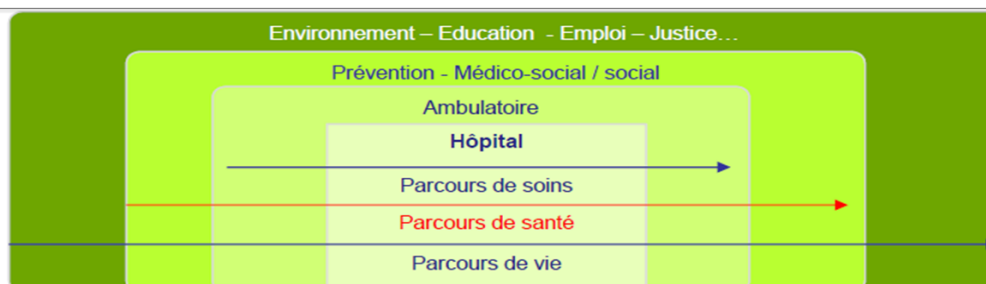 Environnement – Education - Emploi – Justice…
Prévention - Médico-social / social
Ambulatoire
Hôpital
Parcours de soins
Parcours de santé
Parcours de vie